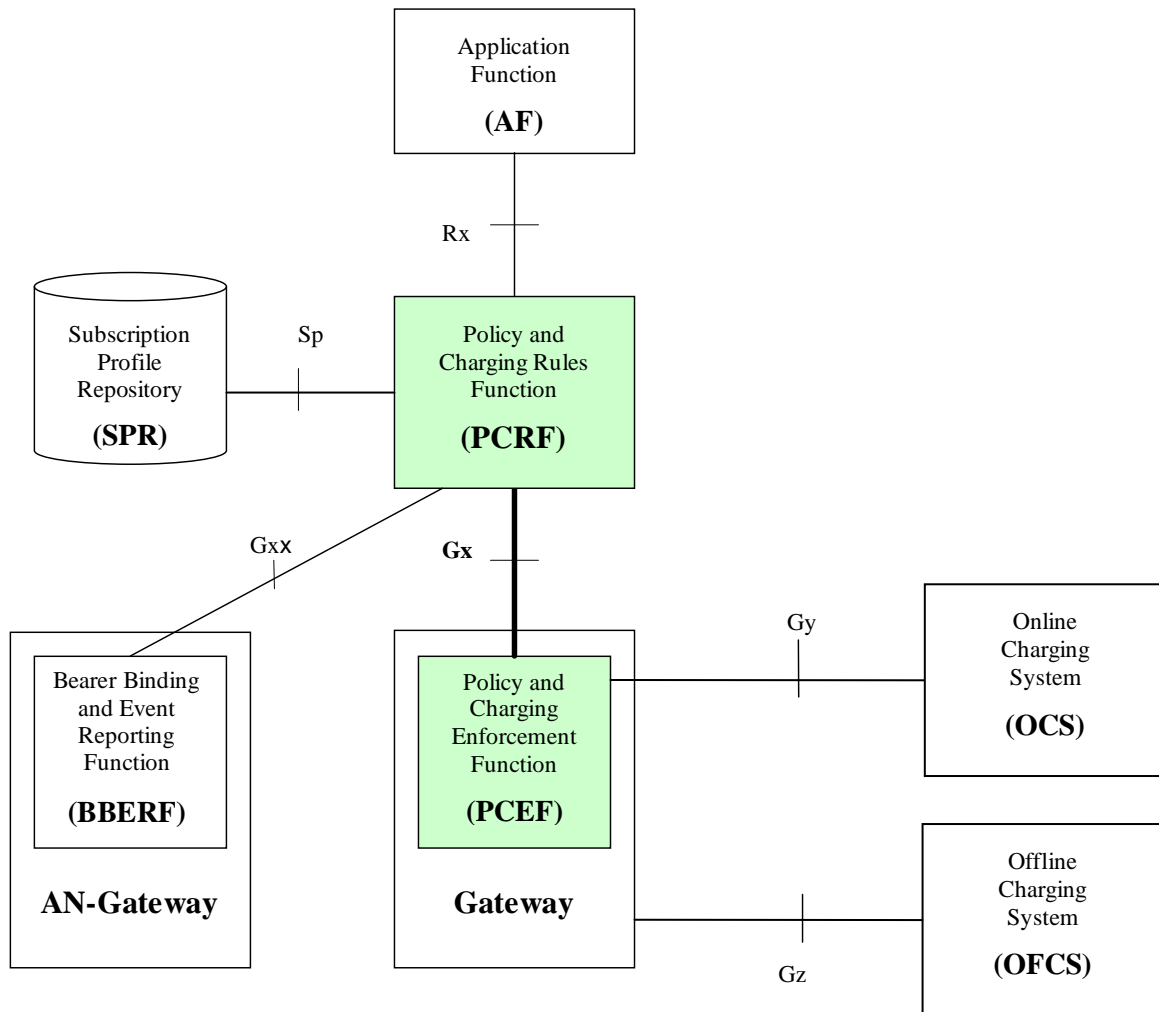 Application
Function
(AF)
Rx
Subscription
Profile
Repository
(SPR)
Sp
Policy and
Charging Rules
Function
(PCRF)
Gxx
Gx
Bearer Binding
and Event
Reporting
Function
(BBERF)
AN-Gateway
Policy and
Charging
Enforcement
Function
(PCEF)
Gateway
Gy
Online
Charging
System
(OCS)
Gz
Offline
Charging
System
(OFCS)